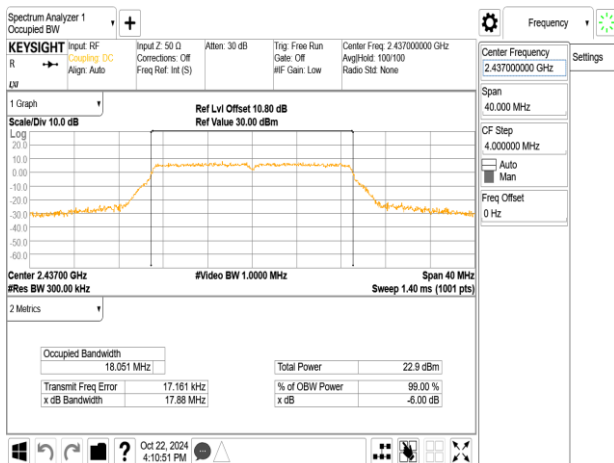 Spectrum Analyzer 1
Occupied BW
Frequency
KEYSIGHT
Input: RF
Input Z: 50 Ω
Atten: 30 dB
Trig: Free Run
Center Freq: 2.437000000 GHz
R
Coupling: DC
Corrections: Off
Gate: Off
Avg|Hold: 100/100
Align: Auto
Freq Ref: Int (S)
#IF Gain: Low
Radio Std: None
LXI
Center Frequency
2.437000000 GHz
Settings
Span
40.000 MHz
CF Step
4.000000 MHz
Auto
Man
Freq Offset
0 Hz
1 Graph
Ref Lvl Offset 10.80 dB
Scale/Div 10.0 dB
Ref Value 30.00 dBm
Log
20.0
10.0
0.00
-10.0
-20.0
-30.0
-40.0
-50.0
-60.0
Center 2.43700 GHz
#Video BW 1.0000 MHz
Span 40 MHz
#Res BW 300.00 kHz
Sweep 1.40 ms (1001 pts)
2 Metrics
Occupied Bandwidth
18.051 MHz
Total Power 22.9 dBm
Transmit Freq Error 17.161 kHz
% of OBW Power 99.00 %
x dB Bandwidth 17.88 MHz
x dB -6.00 dB
?
Oct 22, 2024
4:10:51 PM